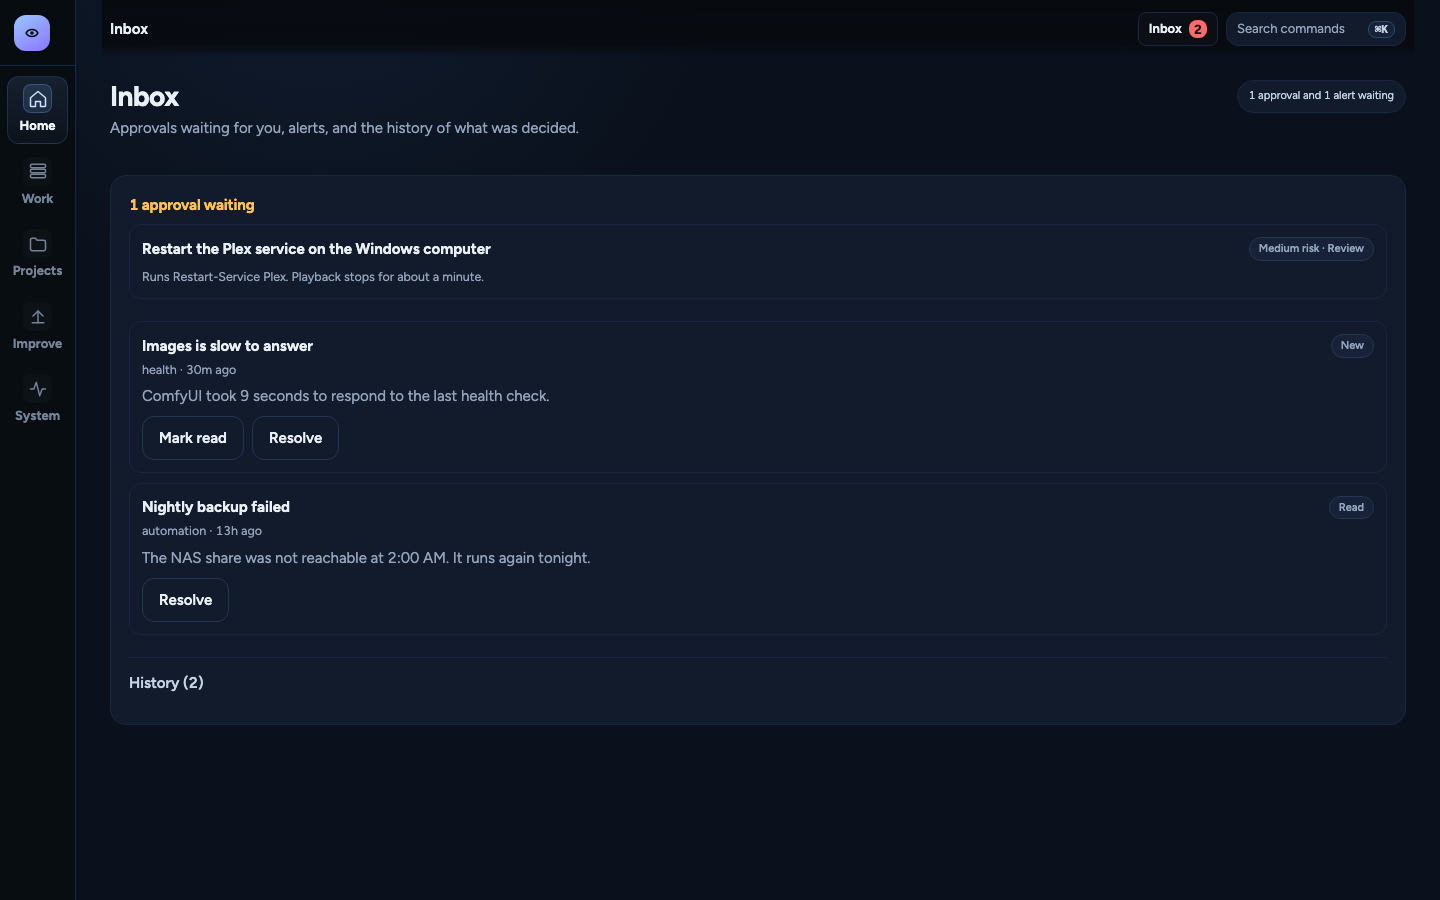 Inbox
Inbox 2
Search commands ⌘K
Home
Work
Projects
Improve
System
Inbox
Approvals waiting for you, alerts, and the history of what was decided.
1 approval and 1 alert waiting
1 approval waiting
Restart the Plex service on the Windows computer
Medium risk · Review
Runs Restart-Service Plex. Playback stops for about a minute.
Images is slow to answer
New
health · 30m ago
ComfyUI took 9 seconds to respond to the last health check.
Mark read
Resolve
Nightly backup failed
Read
automation · 13h ago
The NAS share was not reachable at 2:00 AM. It runs again tonight.
Resolve
History (2)